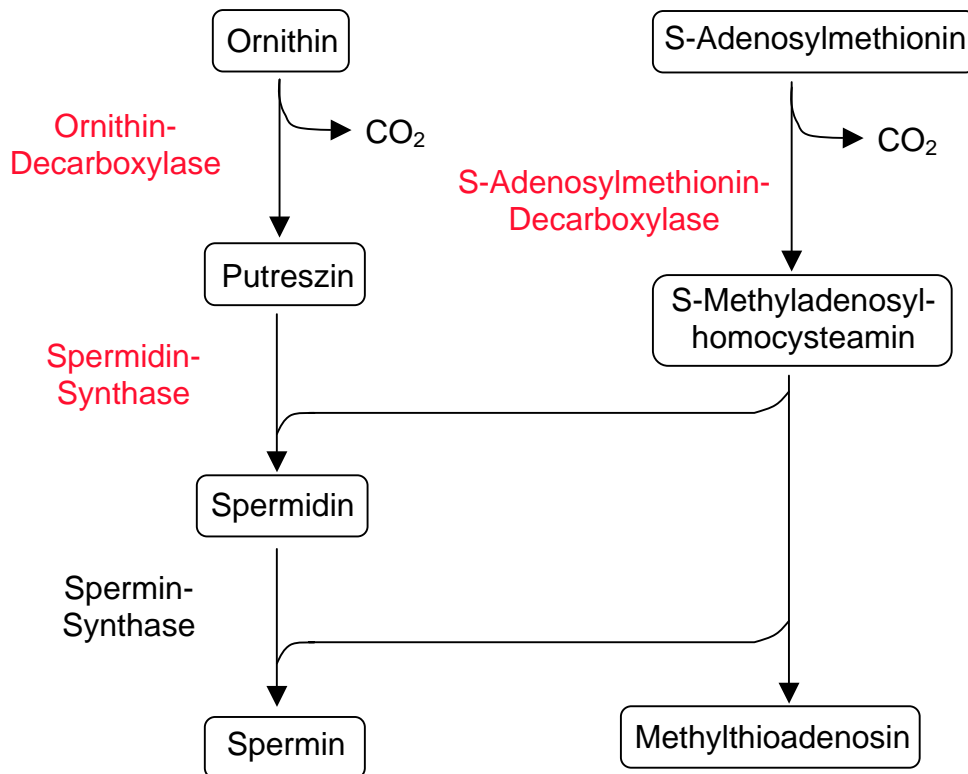 Ornithin
S-Adenosylmethionin
CO₂
CO₂
Ornithin-
Decarboxylase
S-Adenosylmethionin-
Decarboxylase
Putreszin
S-Methyladenosyl-
homocysteamin
Spermidin-
Synthase
Spermidin
Spermin-
Synthase
Spermin
Methylthioadenosin